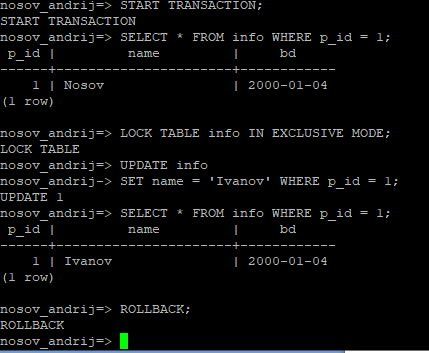 nosov_andrij=> START TRANSACTION;
START TRANSACTION
nosov_andrij=> SELECT * FROM info WHERE p_id = 1;
 p_id |         name         |     bd
------+----------------------+------------
    1 | Nosov                | 2000-01-04
(1 row)

nosov_andrij=> LOCK TABLE info IN EXCLUSIVE MODE;
LOCK TABLE
nosov_andrij=> UPDATE info
nosov_andrij-> SET name = 'Ivanov' WHERE p_id = 1;
UPDATE 1
nosov_andrij=> SELECT * FROM info WHERE p_id = 1;
 p_id |         name         |     bd
------+----------------------+------------
    1 | Ivanov               | 2000-01-04
(1 row)

nosov_andrij=> ROLLBACK;
ROLLBACK
nosov_andrij=>